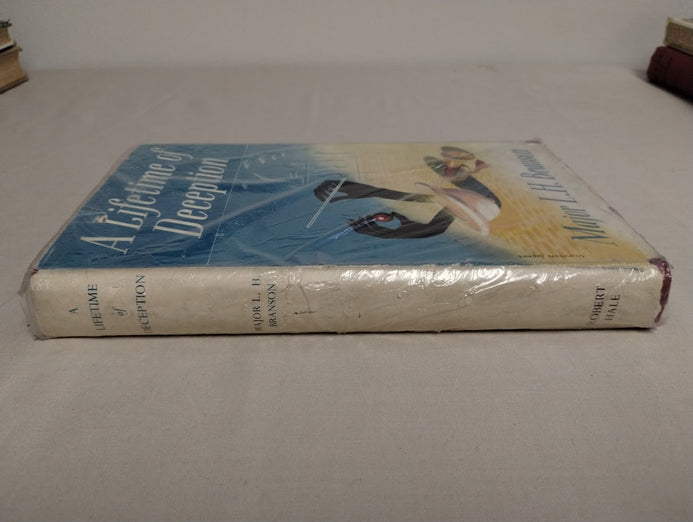 A Lifetime of
Deception
Major L.H. Branson
A
LIFETIME
of
DECEPTION
MAJOR L. H.
BRANSON
ROBERT
HALE